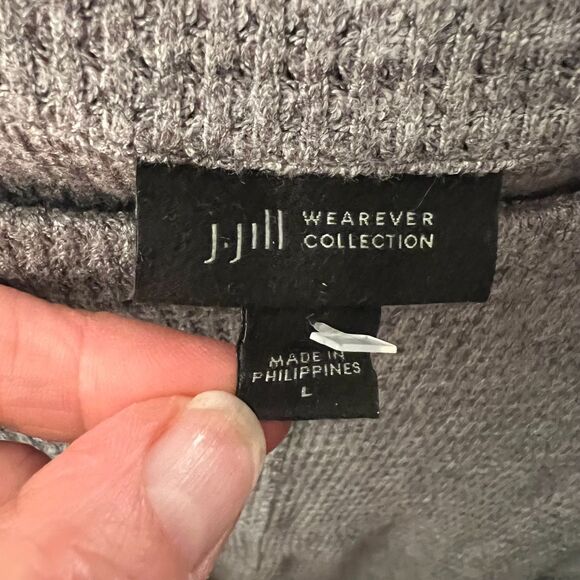 J.Jill WEAREVER
COLLECTION
MADE IN
PHILIPPINES
L